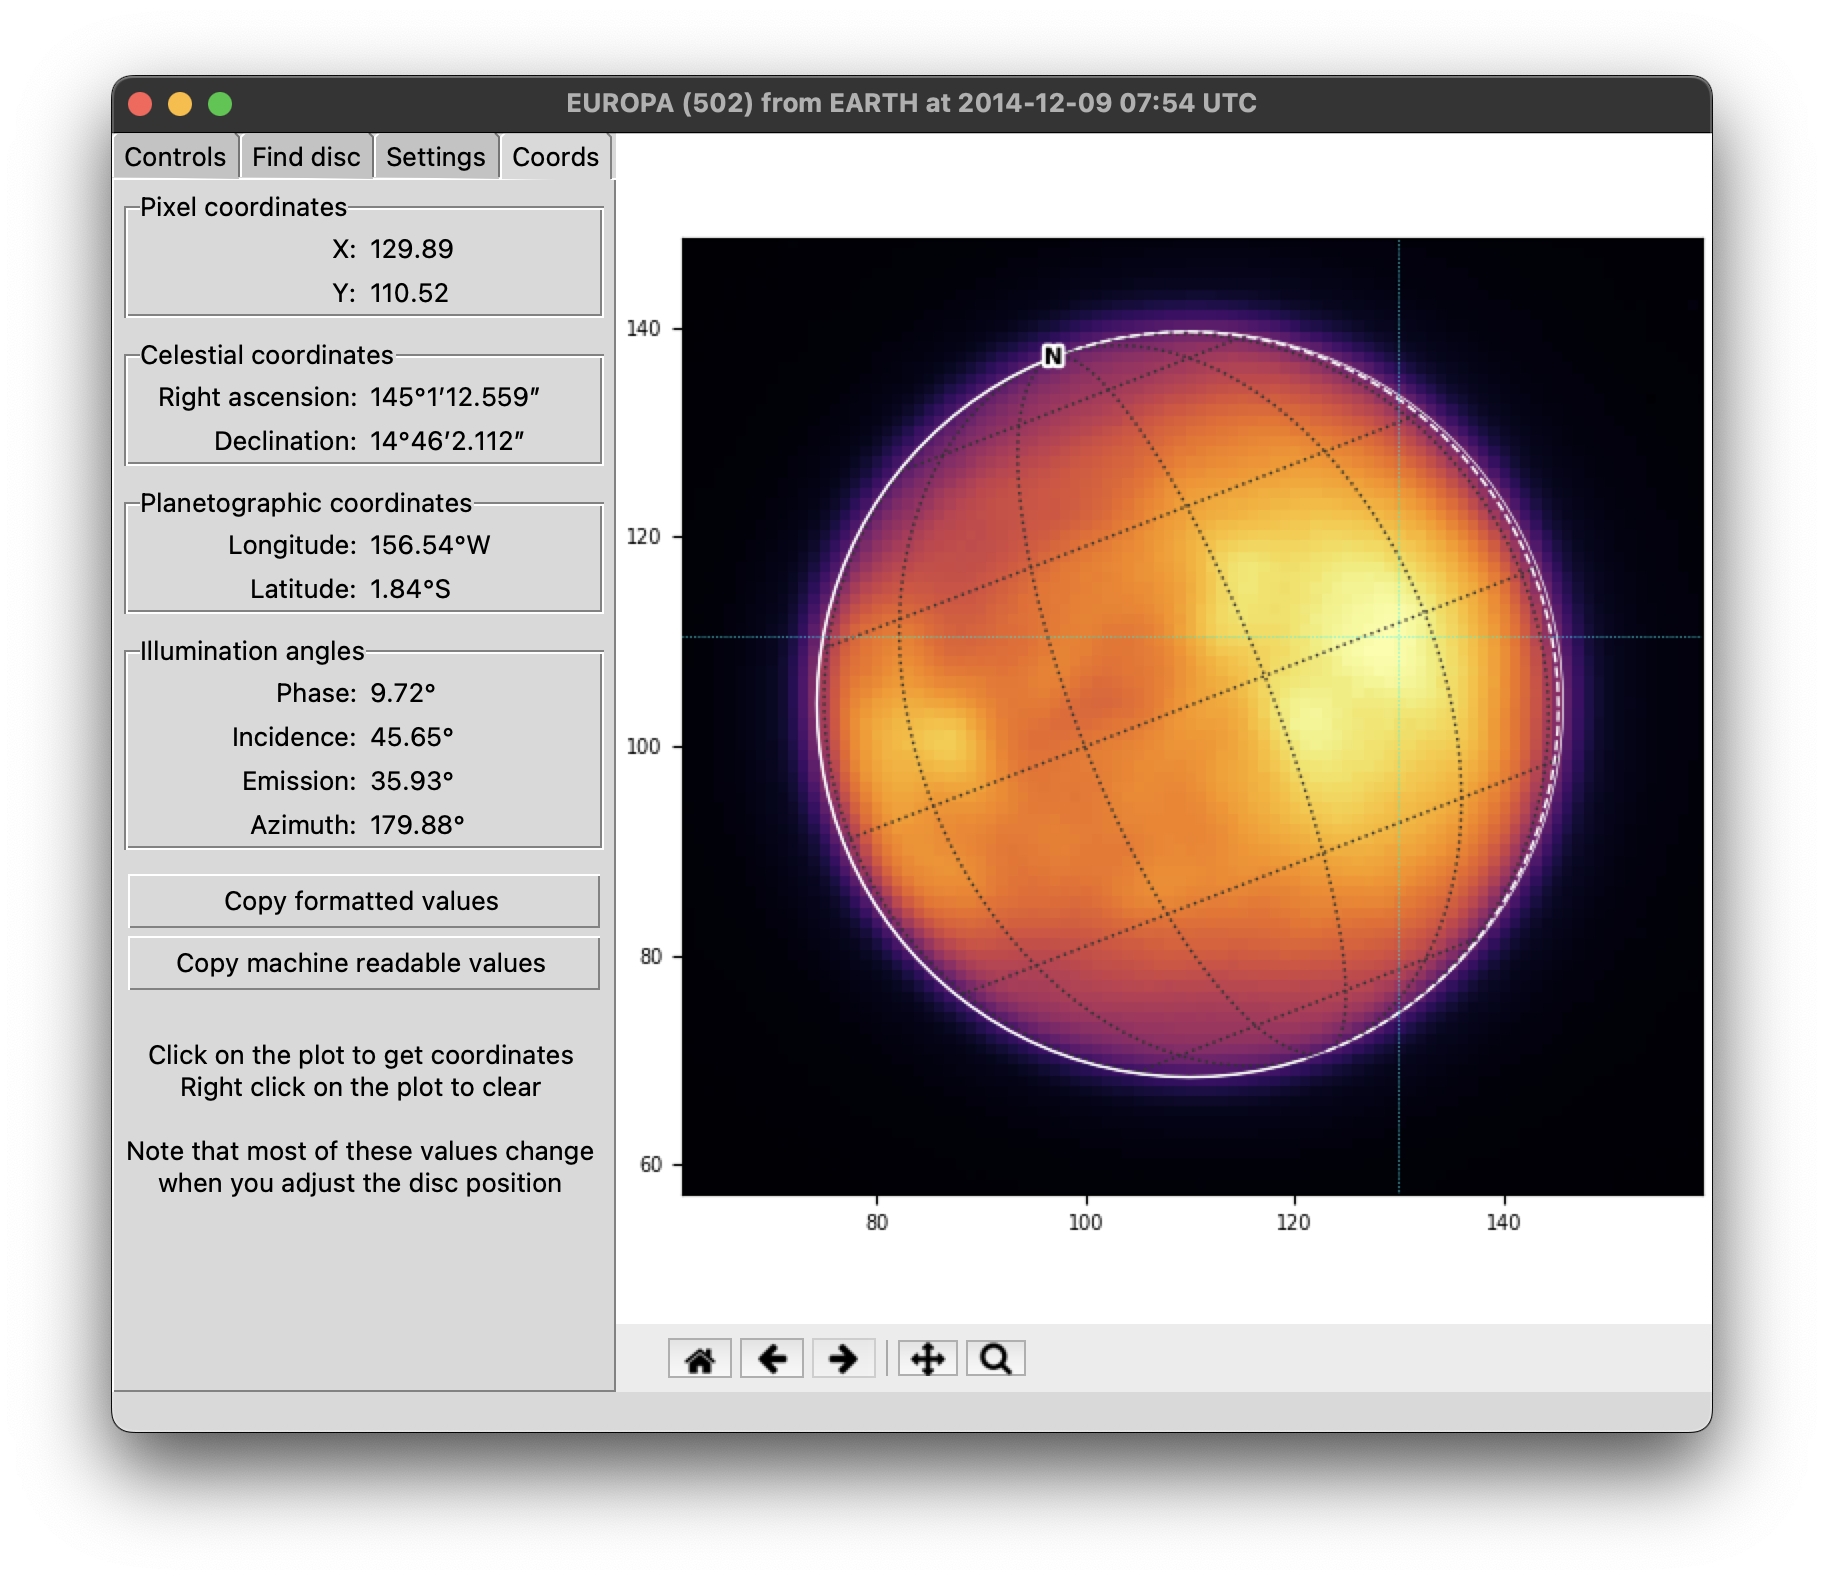 EUROPA (502) from EARTH at 2014-12-09 07:54 UTC
Controls Find disc Settings Coords
Pixel coordinates
X: 129.89
Y: 110.52
Celestial coordinates
Right ascension: 145°1′12.559″
Declination: 14°46′2.112″
Planetographic coordinates
Longitude: 156.54°W
Latitude: 1.84°S
Illumination angles
Phase: 9.72°
Incidence: 45.65°
Emission: 35.93°
Azimuth: 179.88°
Copy formatted values
Copy machine readable values
Click on the plot to get coordinates
Right click on the plot to clear
Note that most of these values change
when you adjust the disc position
N
140
120
100
80
60
80 100 120 140